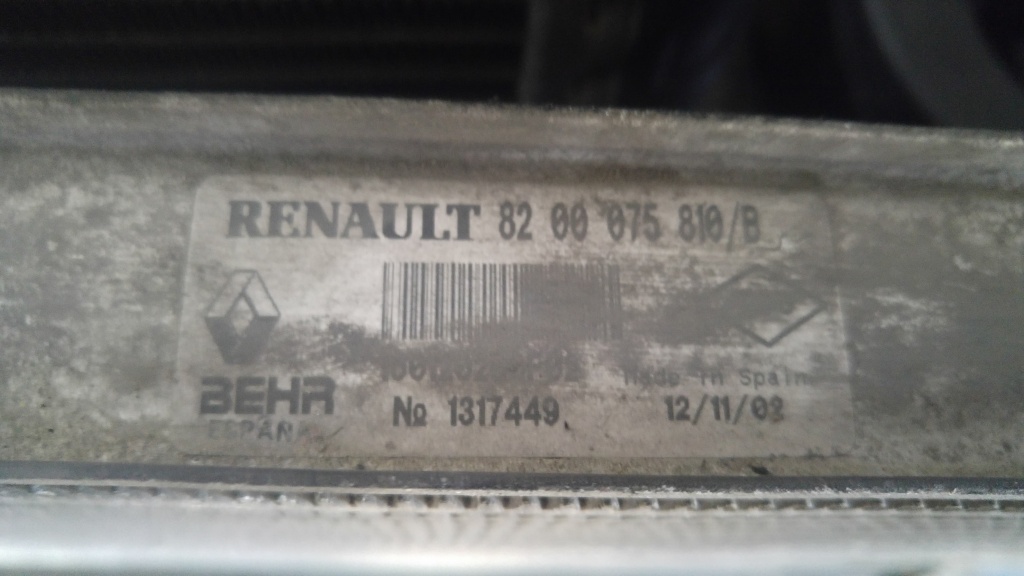 RENAULT 82 00 075 810/B
BEHR
ESPAÑA
Made in Spain
Nº 1317449
12/11/02